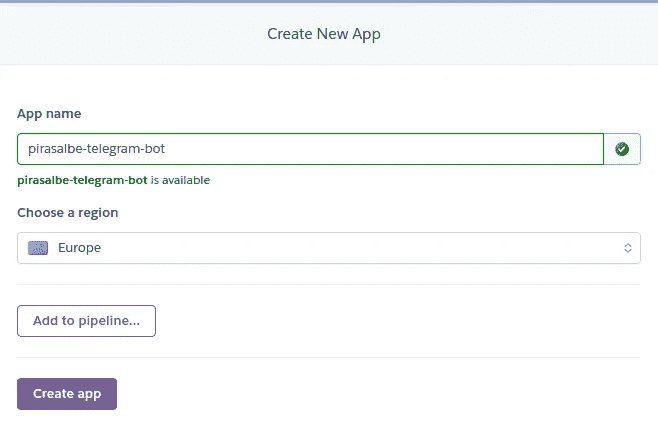 Create New App
App name
pirasalbe-telegram-bot
pirasalbe-telegram-bot is available
Choose a region
Europe
Add to pipeline...
Create app